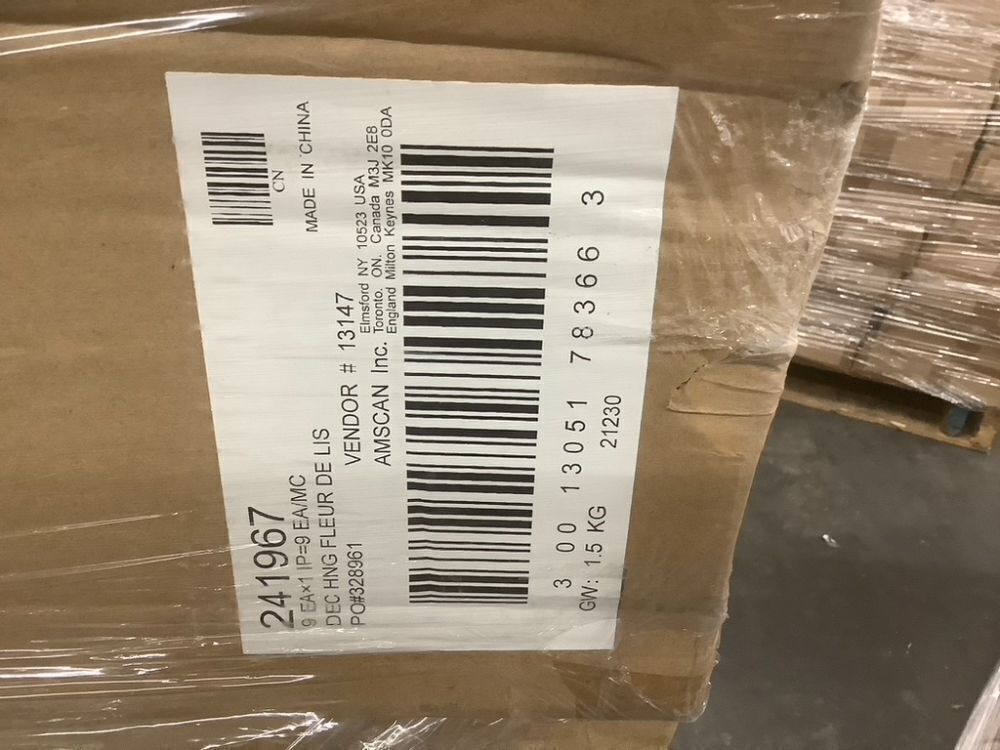 241967
9 EA×1 IP=9 EA/MC
DEC HNG FLEUR DE LIS
PO#328961
CN
MADE IN CHINA
VENDOR # 13147
AMSCAN Inc.
Elmsford NY 10523 USA
Toronto. ON. Canada M3J 2E8
England Milton Keynes MK10 0DA
3 00 13051 78366 3
GW: 1.5 KG
21230